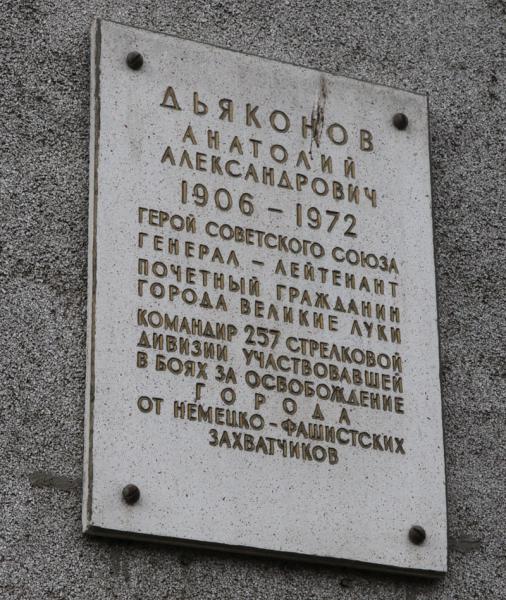 ДЬЯКОНОВ
АНАТОЛИЙ
АЛЕКСАНДРОВИЧ
1906 – 1972
ГЕРОЙ СОВЕТСКОГО СОЮЗА
ГЕНЕРАЛ – ЛЕЙТЕНАНТ
ПОЧЕТНЫЙ ГРАЖДАНИН
ГОРОДА ВЕЛИКИЕ ЛУКИ
КОМАНДИР 257 СТРЕЛКОВОЙ
ДИВИЗИИ УЧАСТВОВАВШЕЙ
В БОЯХ ЗА ОСВОБОЖДЕНИЕ
ГОРОДА
ОТ НЕМЕЦКО-ФАШИСТСКИХ
ЗАХВАТЧИКОВ